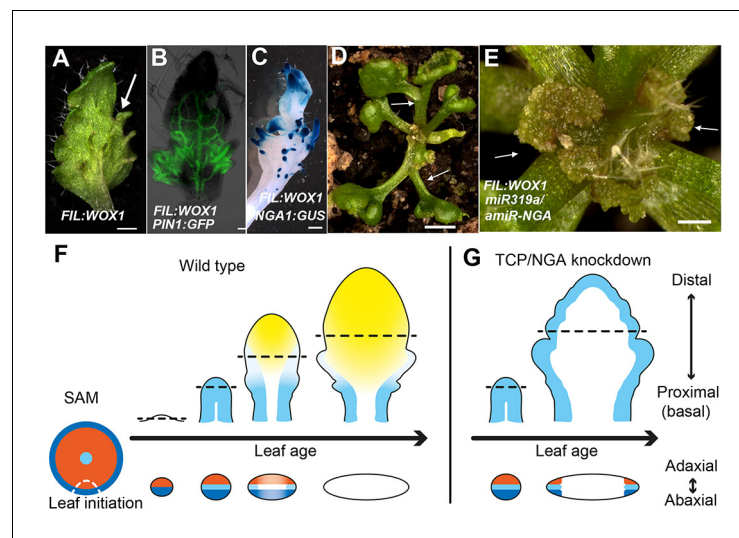 A
FIL:WOX1
B
FIL:WOX1
PIN1:GFP
C
FIL:WOX1
NGA1:GUS
D
E
FIL:WOX1
miR319a/
amiR-NGA
F
Wild type
SAM
Leaf initiation
Leaf age
G
TCP/NGA knockdown
Distal
Proximal
(basal)
Leaf age
Adaxial
Abaxial